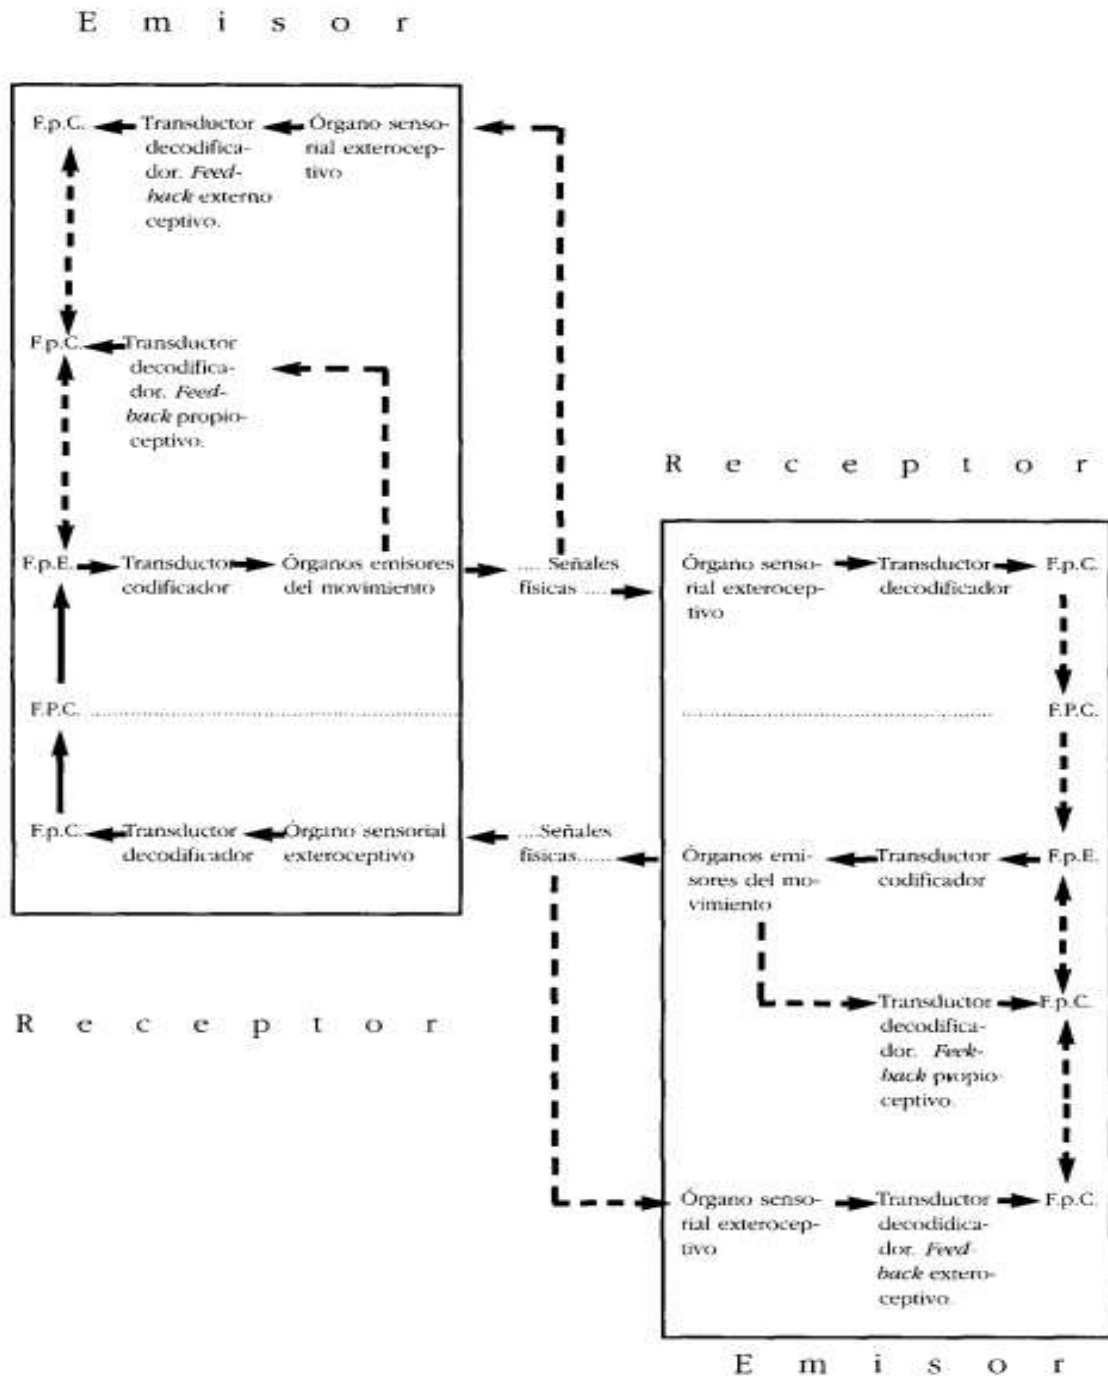 E m i s o r
F.p.C.
Transductor
decodifica-
dor. Feed-
back externo
ceptivo.
Órgano senso-
rial exterocep-
tivo
F.p.C.
Transductor
decodifica-
dor. Feed-
back propio-
ceptivo.
F.p.E.
Transductor
codificador
Órganos emisores
del movimiento
.... Señales
físicas ....
F.P.C. ................................................
F.p.C.
Transductor
decodificador
Órgano sensorial
exteroceptivo
....Señales
físicas......
R e c e p t o r
R e c e p t o r
Órgano senso-
rial exterocep-
tivo
Transductor
decodificador
F.p.C.
................................................ F.P.C.
Órganos emi-
sores del mo-
vimiento
Transductor
codificador
F.p.E.
Transductor
decodifica-
dor. Feek-
back propio-
ceptivo.
F.p.C.
Órgano senso-
rial exterocep-
tivo
Transductor
decodidica-
dor. Feed-
back extero-
ceptivo.
F.p.C.
E m i s o r